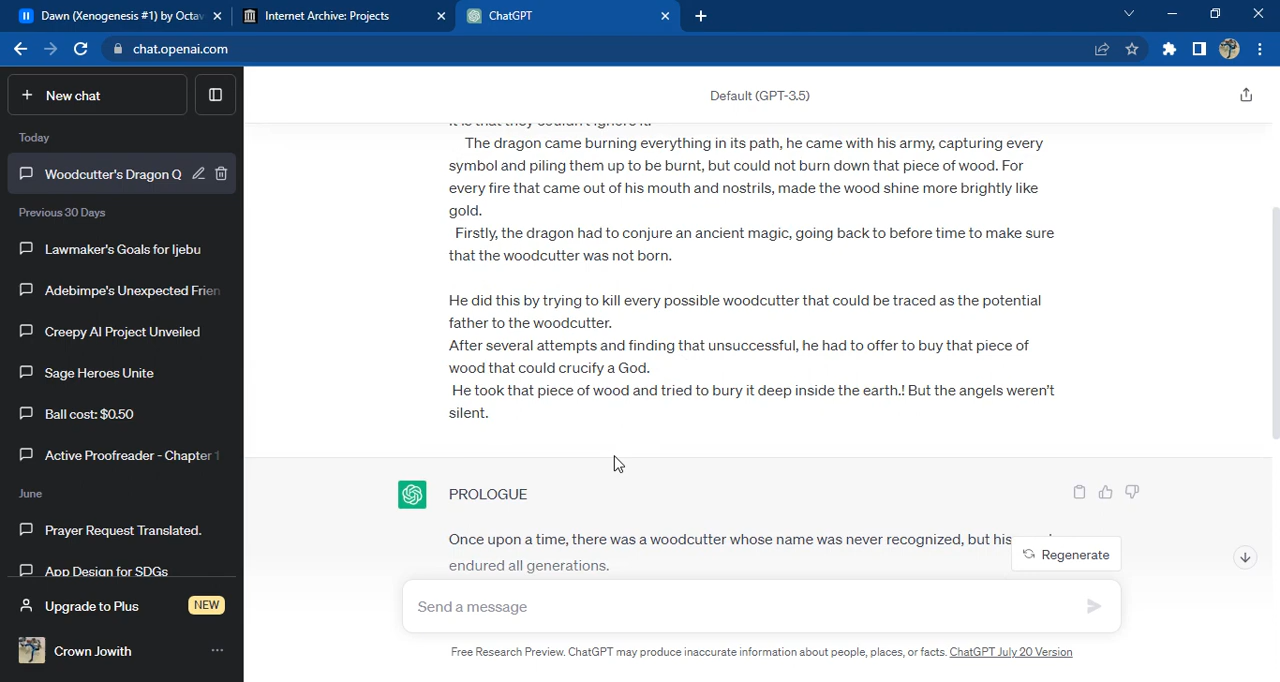 Dawn (Xenogenesis #1) by Octav
Internet Archive: Projects
ChatGPT
chat.openai.com
New chat
Default (GPT-3.5)
Today
Woodcutter's Dragon Q
Previous 30 Days
Lawmaker's Goals for Ijebu
Adebimpe's Unexpected Frien
Creepy AI Project Unveiled
Sage Heroes Unite
Ball cost: $0.50
Active Proofreader - Chapter 1
June
Prayer Request Translated.
App Design for SDGs
Upgrade to Plus
NEW
Crown Jowith
It is that they couldn't ignore it.
The dragon came burning everything in its path, he came with his army, capturing every
symbol and piling them up to be burnt, but could not burn down that piece of wood. For
every fire that came out of his mouth and nostrils, made the wood shine more brightly like
gold.
Firstly, the dragon had to conjure an ancient magic, going back to before time to make sure
that the woodcutter was not born.
He did this by trying to kill every possible woodcutter that could be traced as the potential
father to the woodcutter.
After several attempts and finding that unsuccessful, he had to offer to buy that piece of
wood that could crucify a God.
He took that piece of wood and tried to bury it deep inside the earth.! But the angels weren't
silent.
PROLOGUE
Once upon a time, there was a woodcutter whose name was never recognized, but his
endured all generations.
Regenerate
Send a message
Free Research Preview. ChatGPT may produce inaccurate information about people, places, or facts. ChatGPT July 20 Version